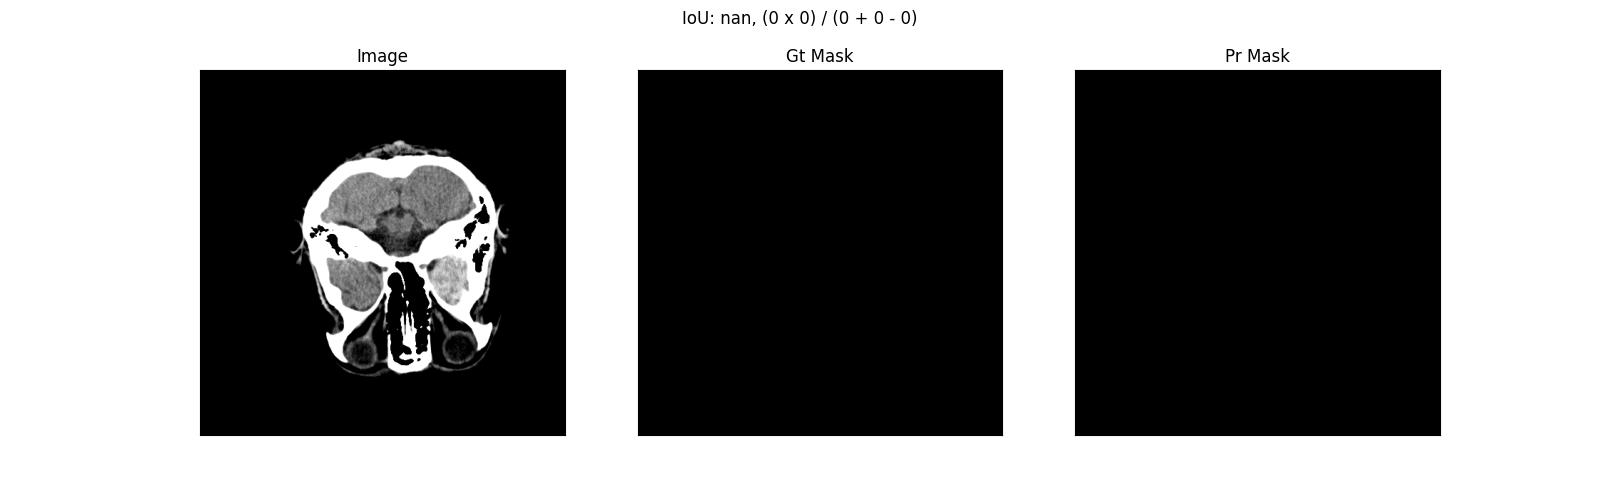 IoU: nan, (0 x 0) / (0 + 0 - 0)
Image
Gt Mask
Pr Mask